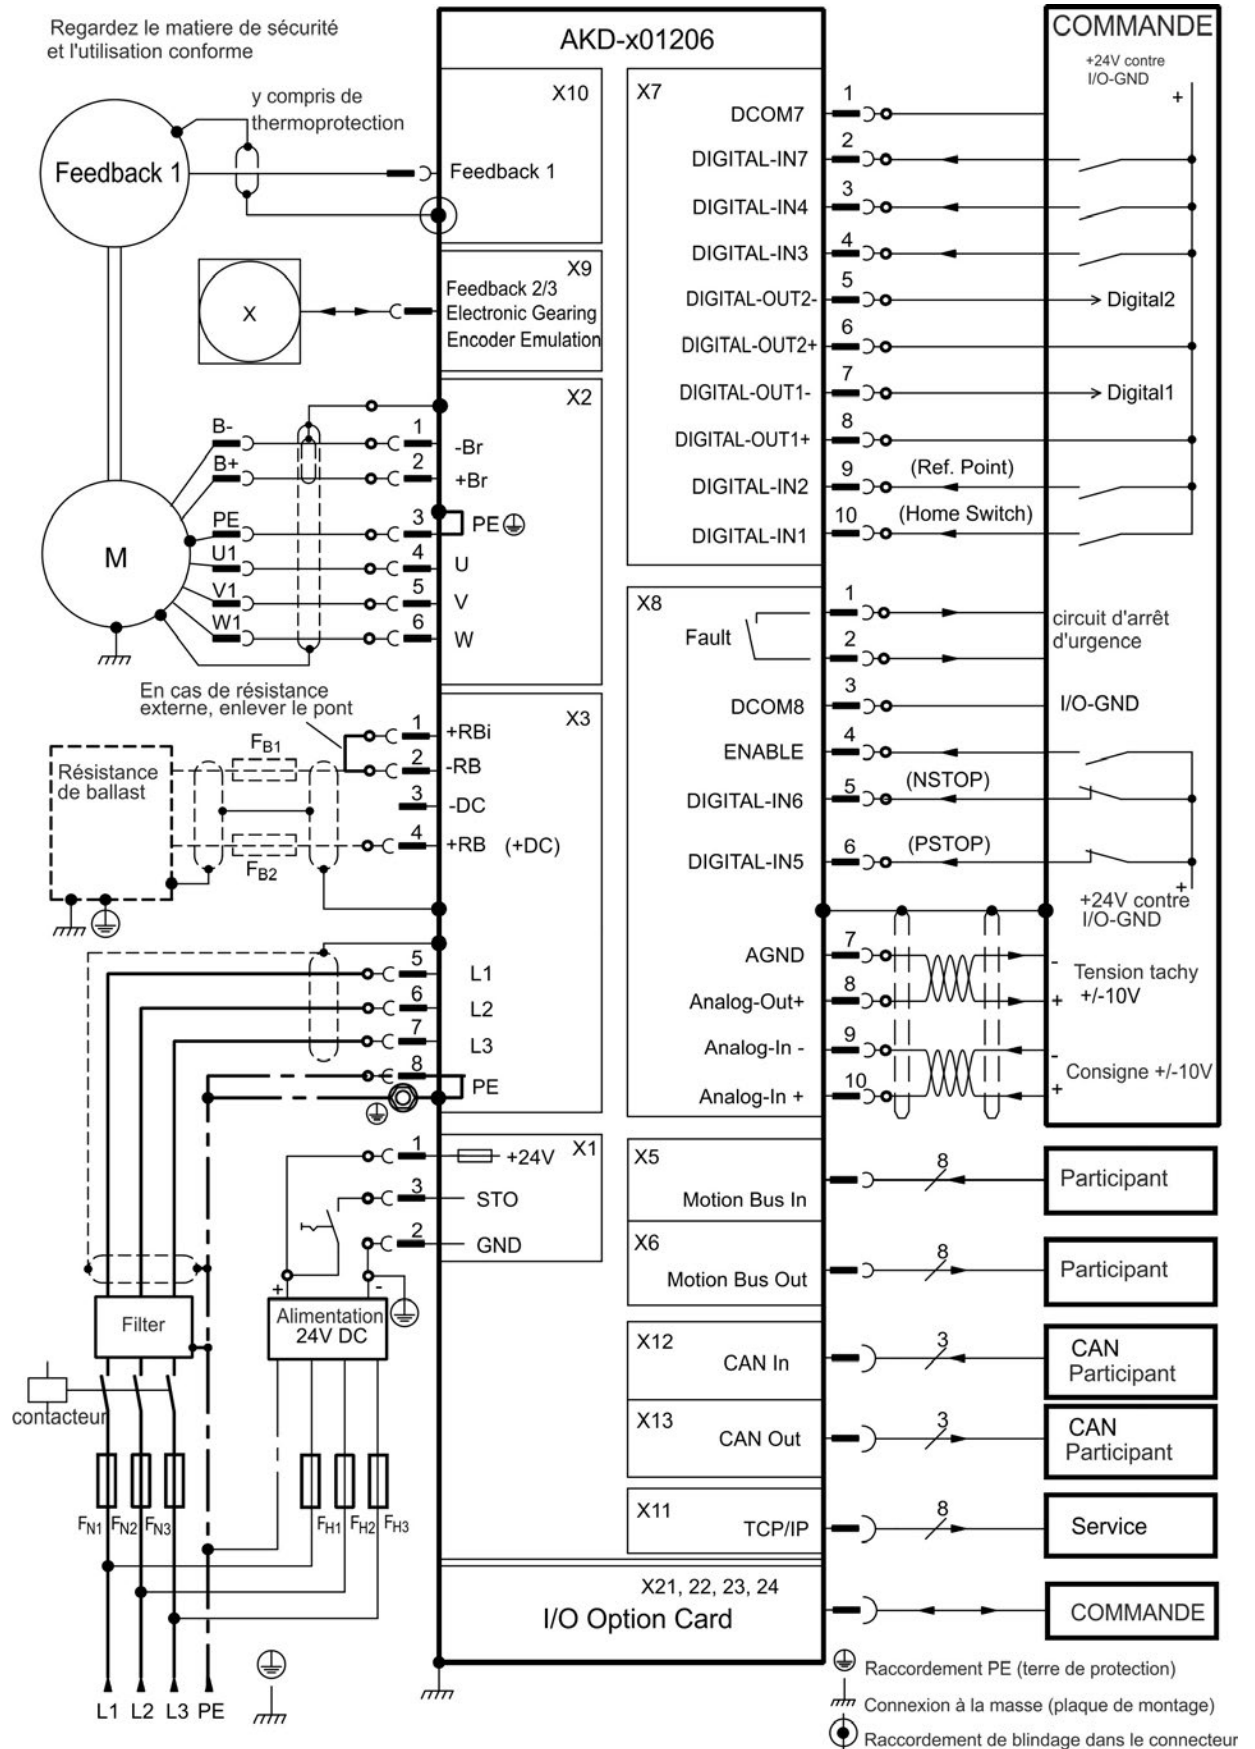 Regardez le matiere de sécurité
et l'utilisation conforme
AKD-x01206
COMMANDE
+24V contre
I/O-GND
+
y compris de
thermoprotection
Feedback 1
X10
Feedback 1
X
X9
Feedback 2/3
Electronic Gearing
Encoder Emulation
X2
B- 1 -Br
B+ 2 +Br
PE 3 PE
U1 4 U
V1 5 V
W1 6 W
M
En cas de résistance
externe, enlever le pont
X3
Résistance
de ballast
FB1
FB2
1 +RBi
2 -RB
3 -DC
4 +RB (+DC)
5 L1
6 L2
7 L3
8 PE
X1
1 +24V
3 STO
2 GND
+ -
Alimentation
24V DC
Filter
contacteur
FN1 FN2 FN3
FH1 FH2 FH3
L1 L2 L3 PE
X7
DCOM7 1
DIGITAL-IN7 2
DIGITAL-IN4 3
DIGITAL-IN3 4
DIGITAL-OUT2- 5 Digital2
DIGITAL-OUT2+ 6
DIGITAL-OUT1- 7 Digital1
DIGITAL-OUT1+ 8
DIGITAL-IN2 9 (Ref. Point)
DIGITAL-IN1 10 (Home Switch)
X8
Fault
1
2
circuit d'arrêt
d'urgence
DCOM8 3 I/O-GND
ENABLE 4
DIGITAL-IN6 5 (NSTOP)
DIGITAL-IN5 6 (PSTOP)
+
+24V contre
I/O-GND
AGND 7 -
Analog-Out+ 8 +
Tension tachy
+/-10V
Analog-In - 9 -
Analog-In + 10 +
Consigne +/-10V
X5
Motion Bus In
8
Participant
X6
Motion Bus Out
8
Participant
X12
CAN In
3
CAN
Participant
X13
CAN Out
3
CAN
Participant
X11
TCP/IP
8
Service
X21, 22, 23, 24
I/O Option Card
COMMANDE
Raccordement PE (terre de protection)
Connexion à la masse (plaque de montage)
Raccordement de blindage dans le connecteur